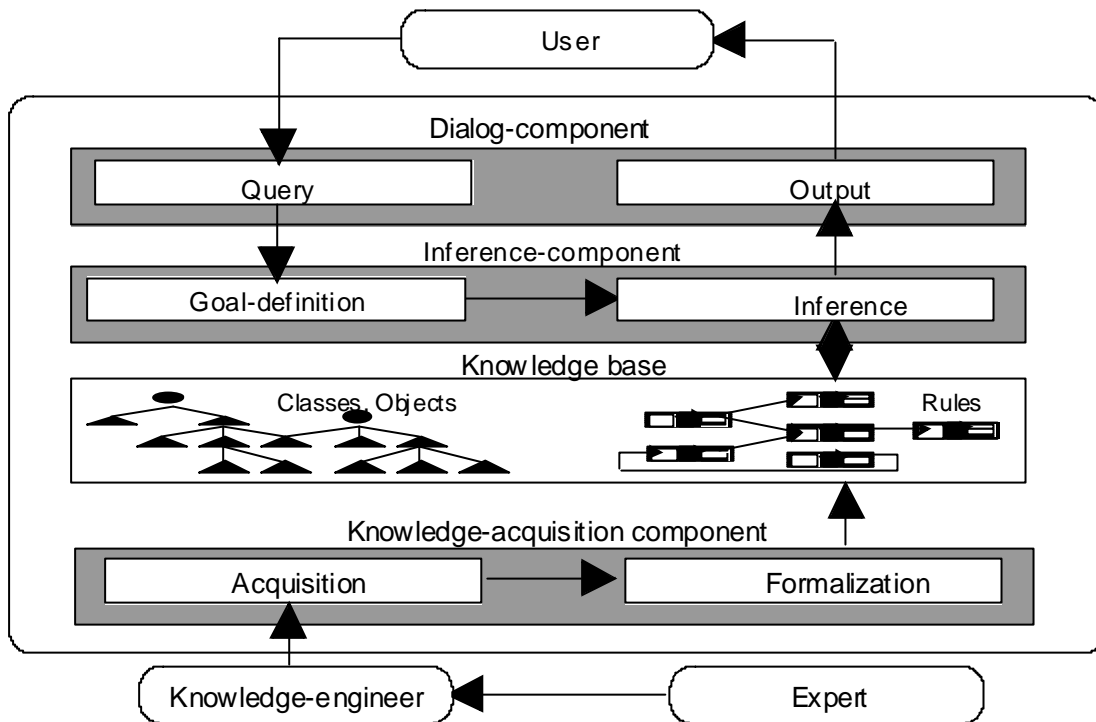 User
Dialog-component
Query
Output
Inference-component
Goal-definition
Inference
Knowledge base
Classes, Objects
Rules
Knowledge-acquisition component
Acquisition
Formalization
Knowledge-engineer
Expert